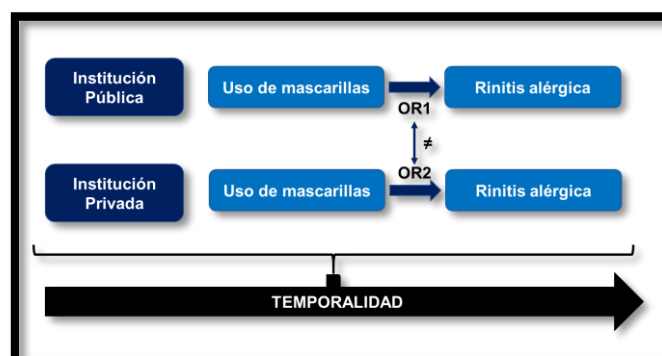 Institución
Pública
Uso de mascarillas
OR1
Rinitis alérgica
≠
Institución
Privada
Uso de mascarillas
OR2
Rinitis alérgica
TEMPORALIDAD